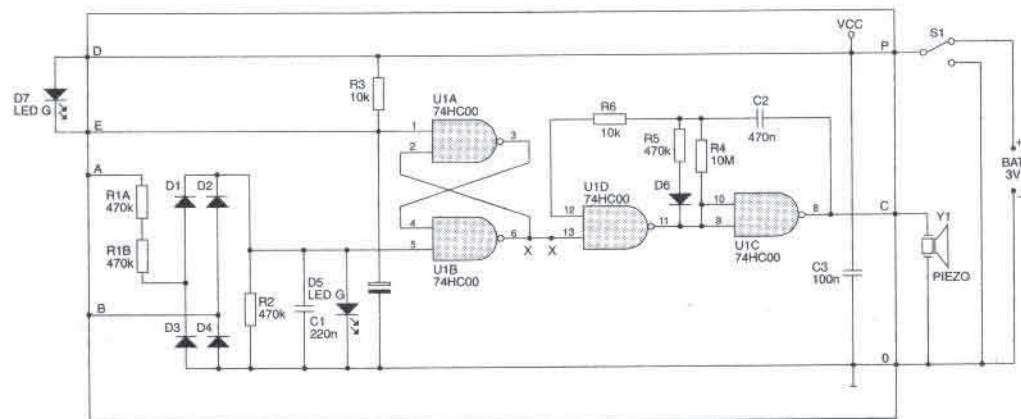 VCC
D
P
S1
D7
LED G
R3
10k
U1A
74HC00
C2
470n
R6
10k
R5
470k
R4
10M
E
1
3
2
+
BAT
3V
A
D1
D2
R1A
470k
D6
U1D
74HC00
12
10
4
13
11
9
8
C
R1B
470k
6
X
X
5
U1B
74HC00
U1C
74HC00
Y1
B
R2
470k
D5
LED G
C3
100n
PIEZO
D3
D4
C1
220n
0